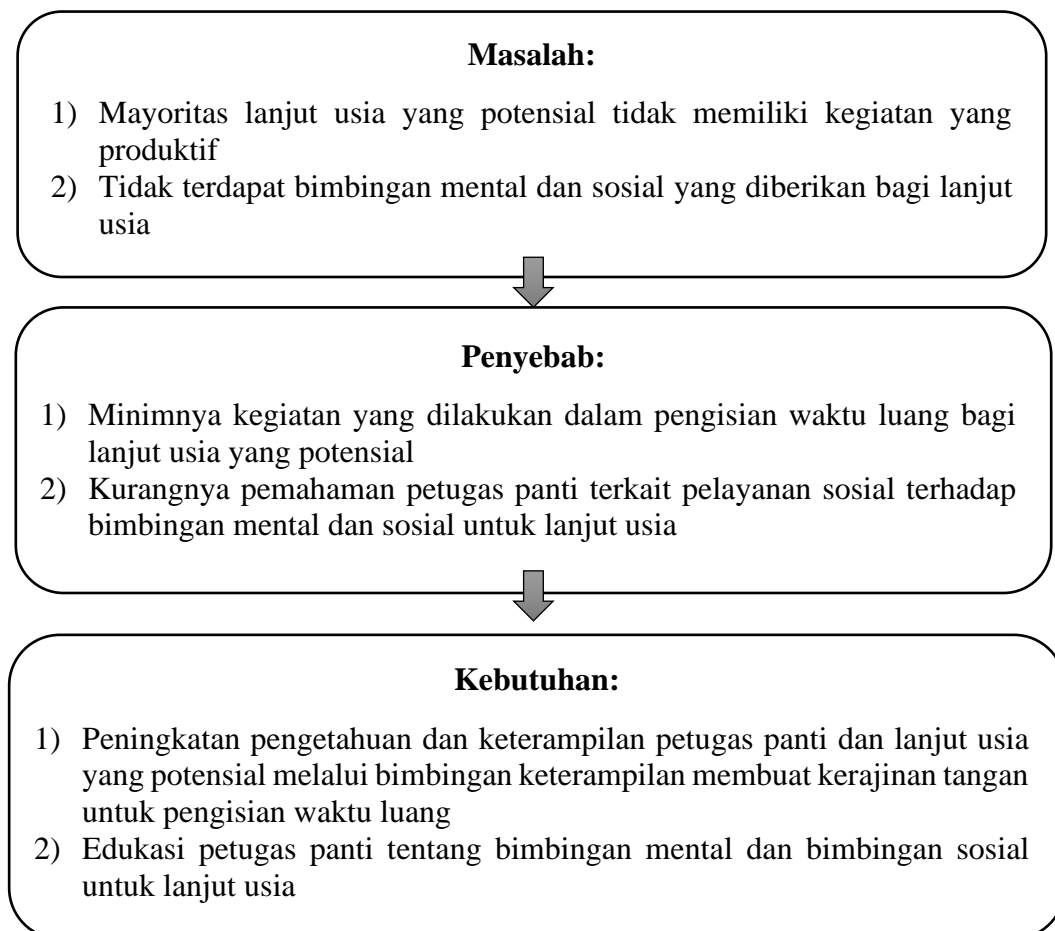 Masalah:
1) Mayoritas lanjut usia yang potensial tidak memiliki kegiatan yang
produktif
2) Tidak terdapat bimbingan mental dan sosial yang diberikan bagi lanjut
usia
Penyebab:
1) Minimnya kegiatan yang dilakukan dalam pengisian waktu luang bagi
lanjut usia yang potensial
2) Kurangnya pemahaman petugas panti terkait pelayanan sosial terhadap
bimbingan mental dan sosial untuk lanjut usia
Kebutuhan:
1) Peningkatan pengetahuan dan keterampilan petugas panti dan lanjut usia
yang potensial melalui bimbingan keterampilan membuat kerajinan tangan
untuk pengisian waktu luang
2) Edukasi petugas panti tentang bimbingan mental dan bimbingan sosial
untuk lanjut usia